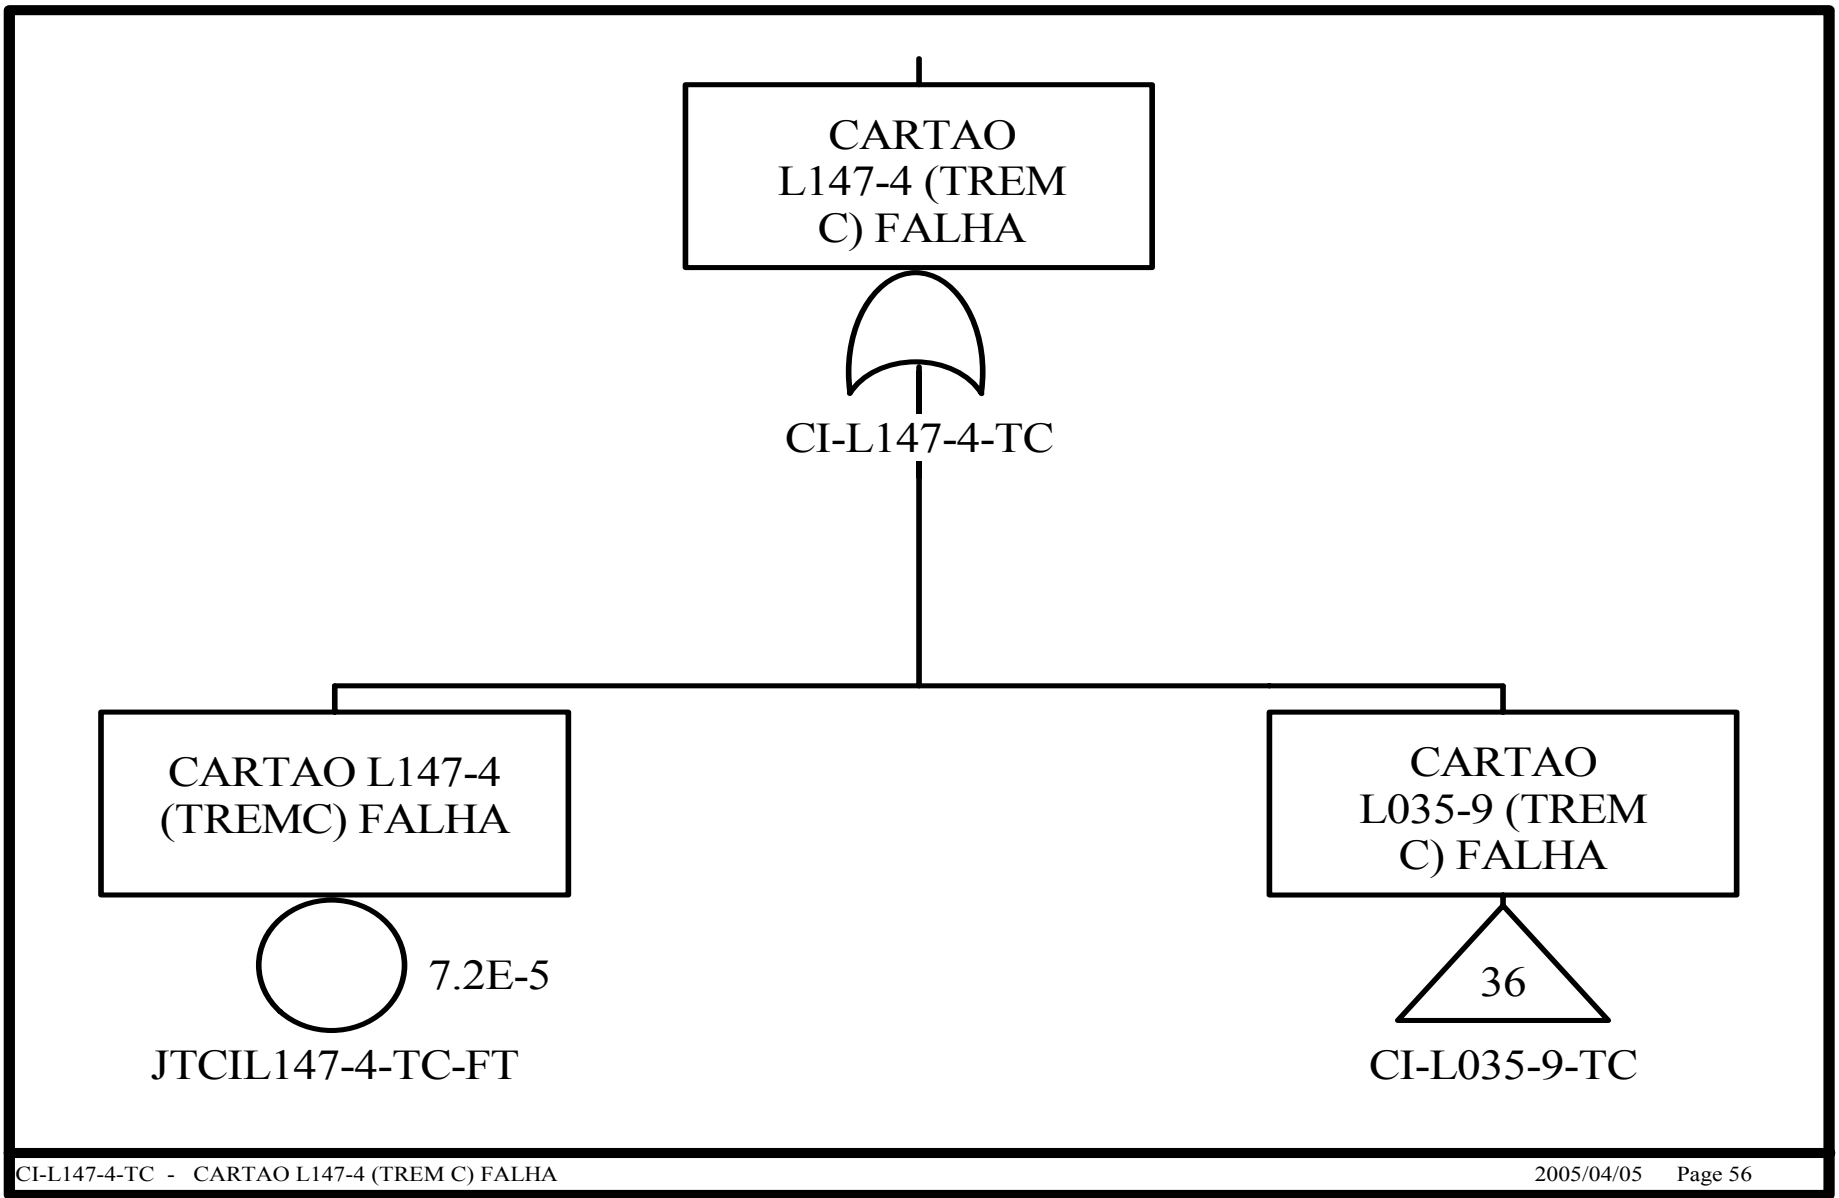 CARTAO
L147-4 (TREM
C) FALHA
CI-L147-4-TC
CARTAO L147-4
(TREMC) FALHA
7.2E-5
JTCIL147-4-TC-FT
CARTAO
L035-9 (TREM
C) FALHA
36
CI-L035-9-TC
CI-L147-4-TC - CARTAO L147-4 (TREM C) FALHA
2005/04/05 Page 56